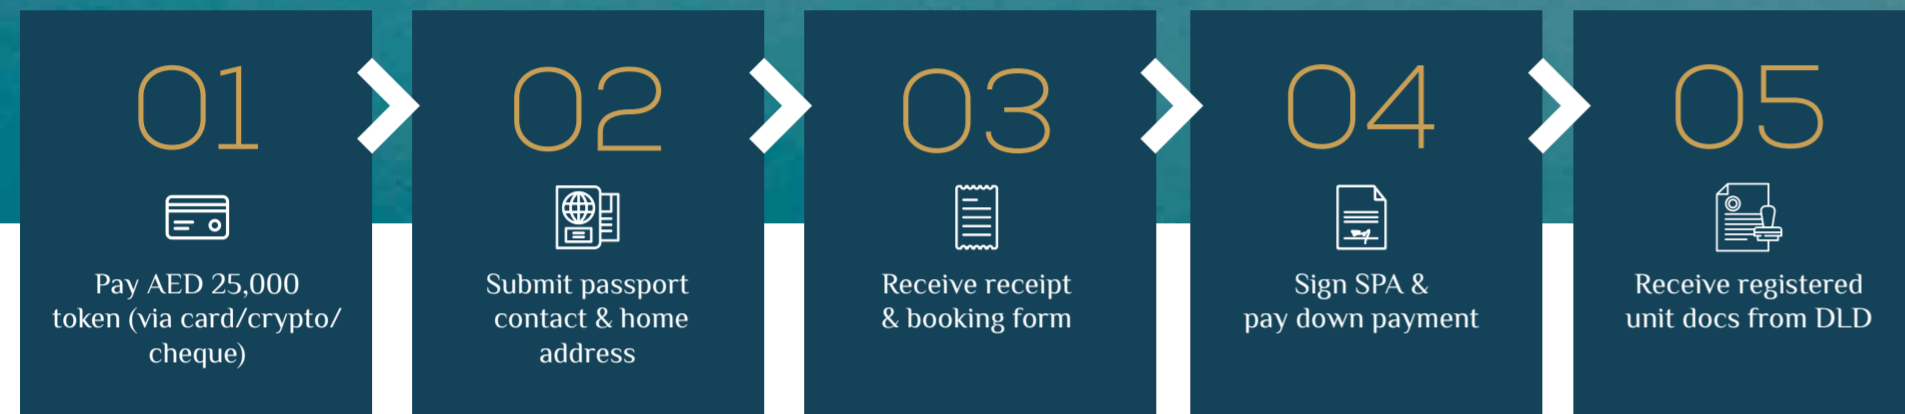 01
Pay AED 25,000
token (via card/crypto/
cheque)
02
Submit passport
contact & home
address
03
Receive receipt
& booking form
04
Sign SPA &
pay down payment
05
Receive registered
unit docs from DLD